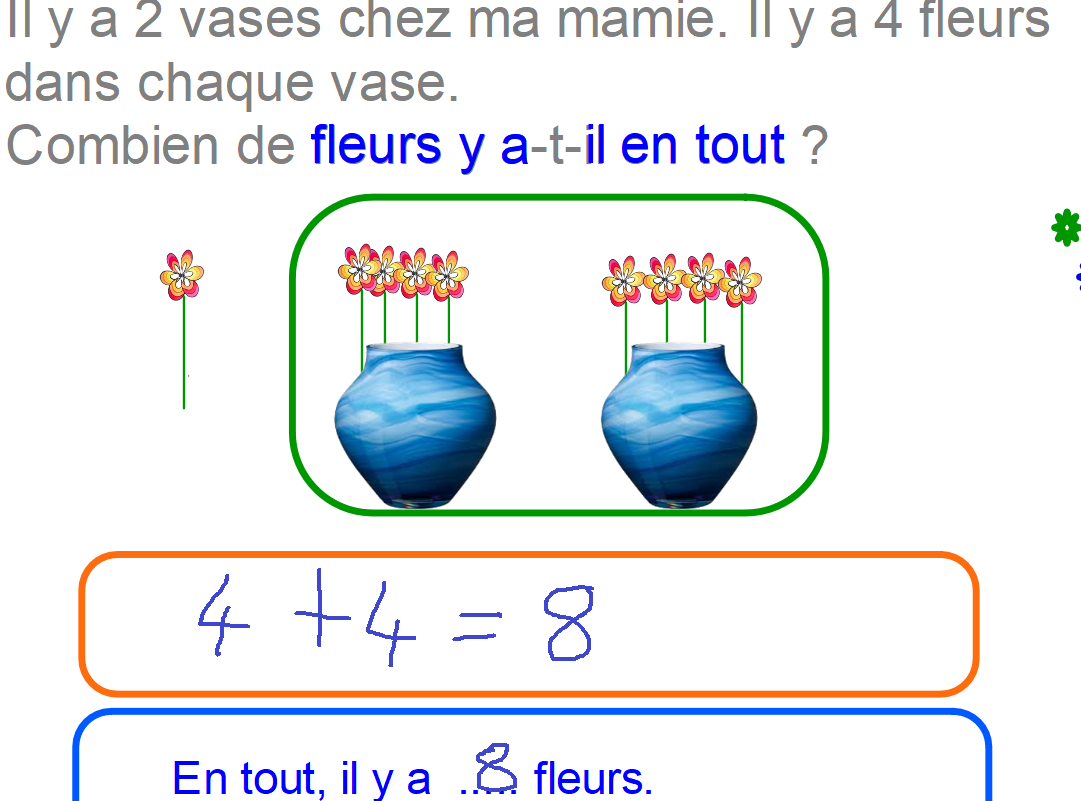 Il y a 2 vases chez ma mamie. Il y a 4 fleurs
dans chaque vase.
Combien de fleurs y a-t-il en tout ?
4 + 4 = 8
En tout, il y a ..8.. fleurs.